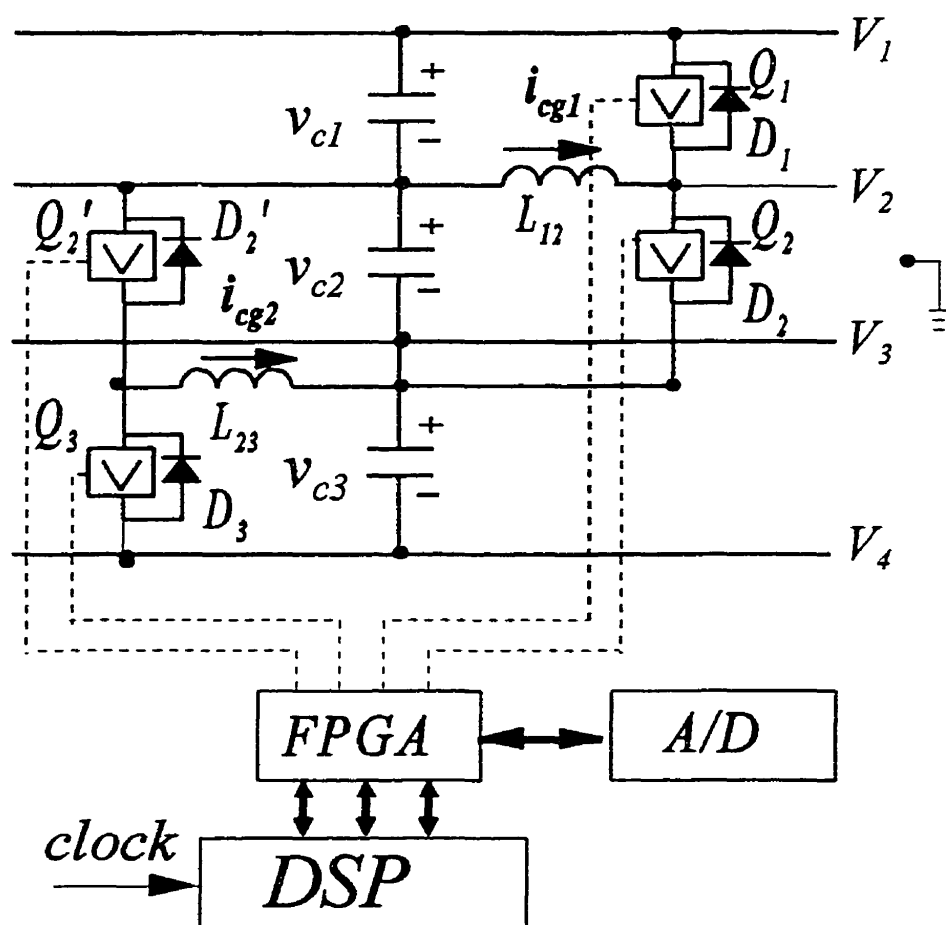 V1
Q1
+
icg1
vc1
−
D1
L12
V2
Q2'
D2'
+
Q2
vc2
−
icg2
D2
V3
Q3
L23
+
vc3
−
D3
V4
FPGA
A/D
clock
DSP